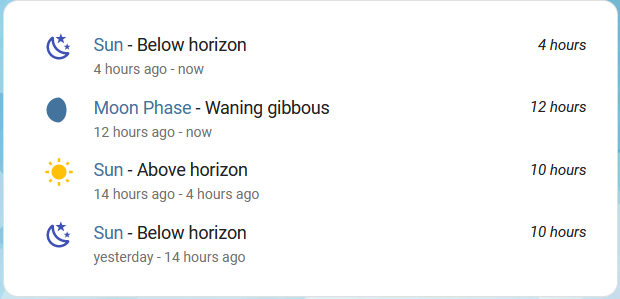 Sun - Below horizon 4 hours
4 hours ago - now
Moon Phase - Waning gibbous 12 hours
12 hours ago - now
Sun - Above horizon 10 hours
14 hours ago - 4 hours ago
Sun - Below horizon 10 hours
yesterday - 14 hours ago